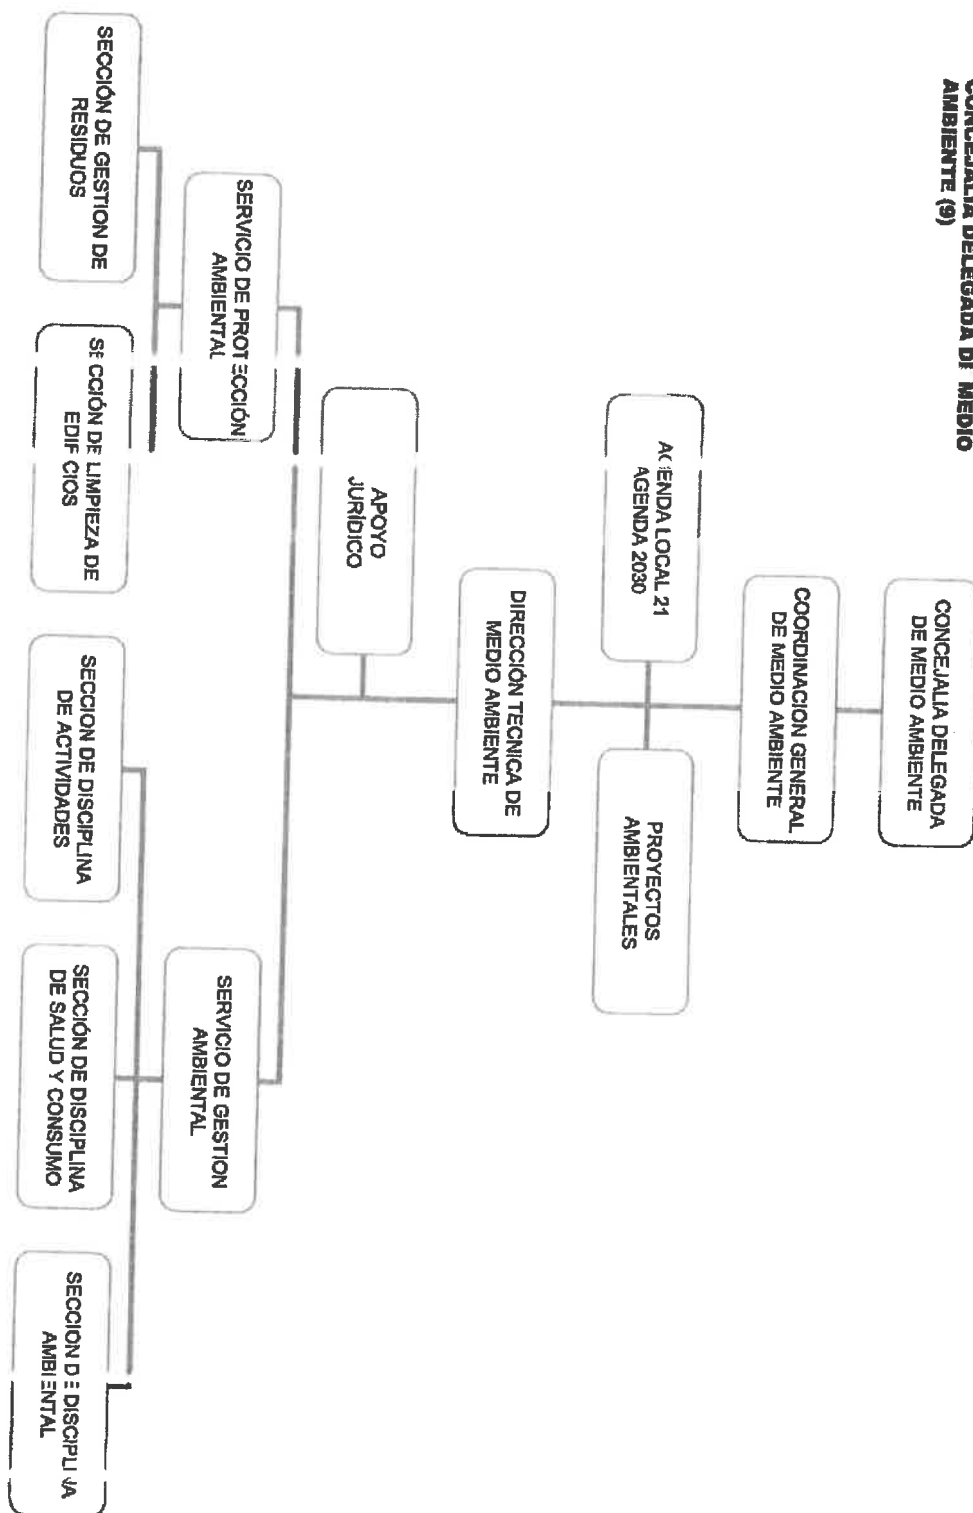 CONCEJALIA DELEGADA DE MEDIO
AMBIENTE (9)
CONCEJALIA DELEGADA
DE MEDIO AMBIENTE
COORDINACION GENERAL
DE MEDIO AMBIENTE
AGENDA LOCAL 21
AGENDA 2030
PROYECTOS
AMBIENTALES
DIRECCIÓN TECNICA DE
MEDIO AMBIENTE
APOYO
JURÍDICO
SERVICIO DE PROTECCIÓN
AMBIENTAL
SERVICIO DE GESTION
AMBIENTAL
SECCIÓN DE GESTION DE
RESIDUOS
SECCIÓN DE LIMPIEZA DE
EDIFICIOS
SECCION DE DISCIPLINA
DE ACTIVIDADES
SECCIÓN DE DISCIPLINA
DE SALUD Y CONSUMO
SECCION DE DISCIPLINA
AMBIENTAL